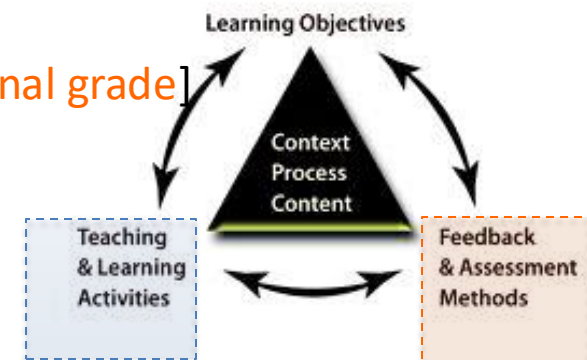 Learning Objectives
nal grade]
Context
Process
Content
Teaching
& Learning
Activities
Feedback
& Assessment
Methods